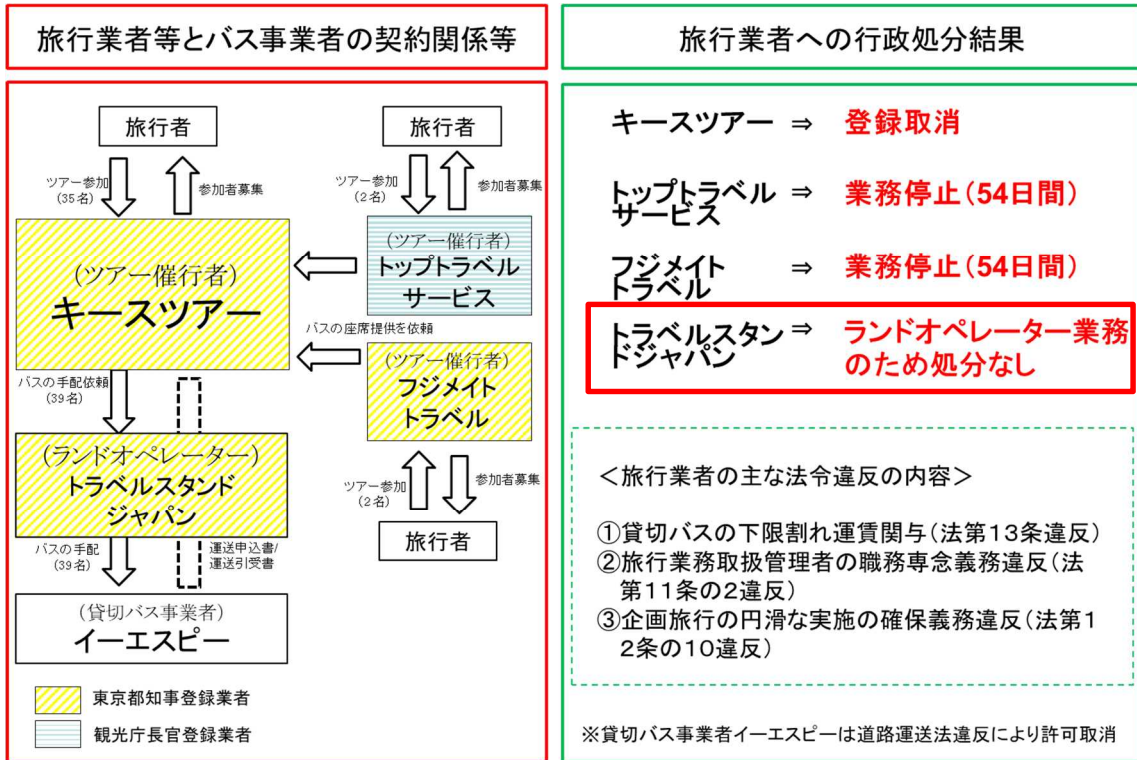 旅行業者等とバス事業者の契約関係等
旅行者
旅行者
ツアー参加
(35名)
参加者募集
ツアー参加
(2名)
参加者募集
(ツアー催行者)
キースツアー
(ツアー催行者)
トップトラベル
サービス
バスの座席提供を依頼
(ツアー催行者)
フジメイト
トラベル
バスの手配依頼
(39名)
(ランドオペレーター)
トラベルスタンド
ジャパン
ツアー参加
(2名)
参加者募集
旅行者
バスの手配
(39名)
運送申込書/
運送引受書
(貸切バス事業者)
イーエスピー
東京都知事登録業者
観光庁長官登録業者
旅行業者への行政処分結果
キースツアー ⇒ 登録取消
トップトラベル
サービス
⇒ 業務停止(54日間)
フジメイト
トラベル
⇒ 業務停止(54日間)
トラベルスタン
ドジャパン
⇒ ランドオペレーター業務
のため処分なし
<旅行業者の主な法令違反の内容>
①貸切バスの下限割れ運賃関与(法第13条違反)
②旅行業務取扱管理者の職務専念義務違反(法
第11条の2違反)
③企画旅行の円滑な実施の確保義務違反(法第1
2条の10違反)
※貸切バス事業者イーエスピーは道路運送法違反により許可取消